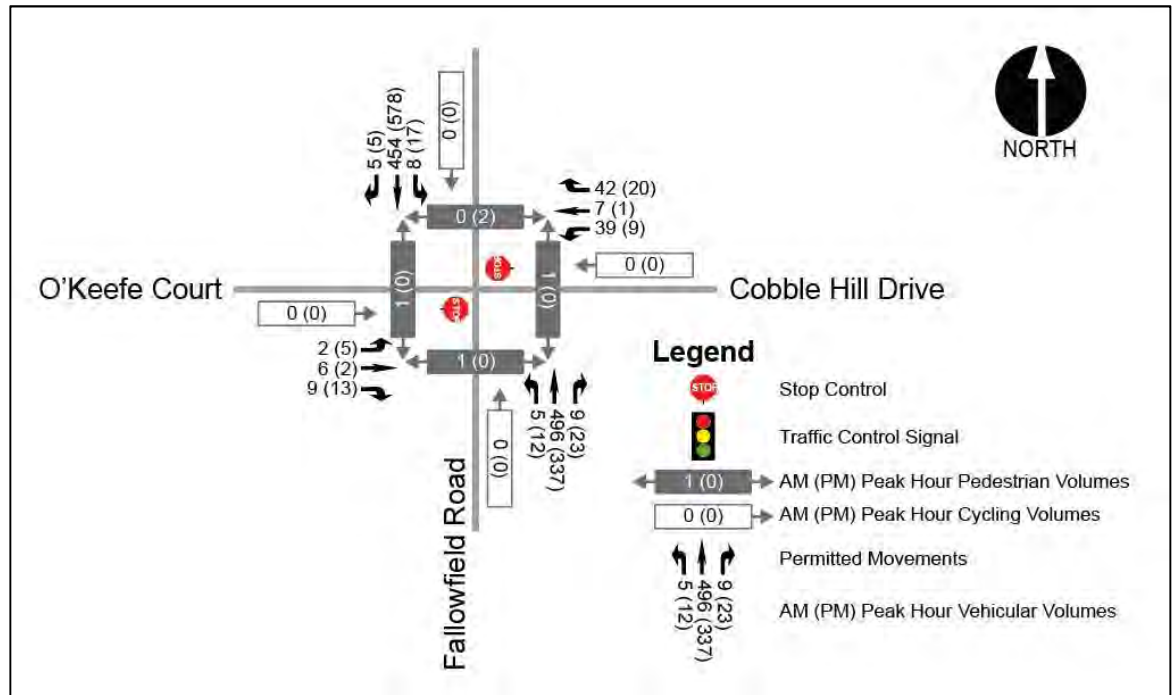 5 (5)
454 (578)
8 (17)
0 (0)
NORTH
42 (20)
7 (1)
39 (9)
0 (2)
STOP
0 (0)
1 (0)
1 (0)
O'Keefe Court
Cobble Hill Drive
0 (0)
STOP
2 (5)
6 (2)
9 (13)
1 (0)
5 (12)
496 (337)
9 (23)
0 (0)
Fallowfield Road
Legend
STOP
Stop Control
Traffic Control Signal
1 (0)
AM (PM) Peak Hour Pedestrian Volumes
0 (0)
AM (PM) Peak Hour Cycling Volumes
Permitted Movements
5 (12)
496 (337)
9 (23)
AM (PM) Peak Hour Vehicular Volumes